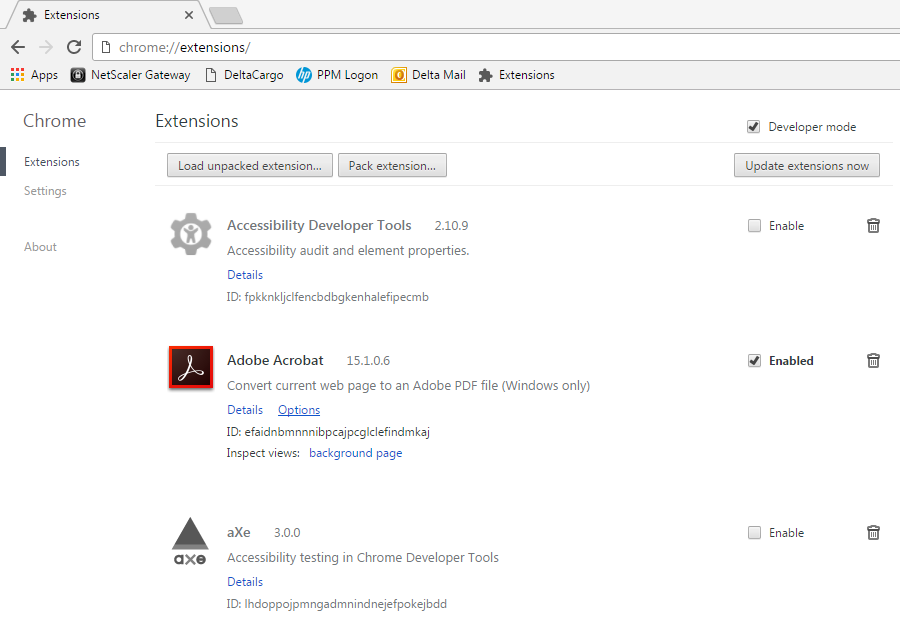 Extensions
chrome://extensions/
Apps NetScaler Gateway DeltaCargo PPM Logon Delta Mail Extensions
Chrome Extensions Developer mode
Extensions Load unpacked extension... Pack extension... Update extensions now
Settings
Accessibility Developer Tools 2.10.9 Enable
About Accessibility audit and element properties.
Details
ID: fpkknkljclfencbdbgkenhalefipecmb
Adobe Acrobat 15.1.0.6 Enabled
Convert current web page to an Adobe PDF file (Windows only)
Details Options
ID: efaidnbmnnnibpcajpcglclefindmkaj
Inspect views: background page
aXe 3.0.0 Enable
axe Accessibility testing in Chrome Developer Tools
Details
ID: lhdoppojpmngadmnindnejefpokejbdd